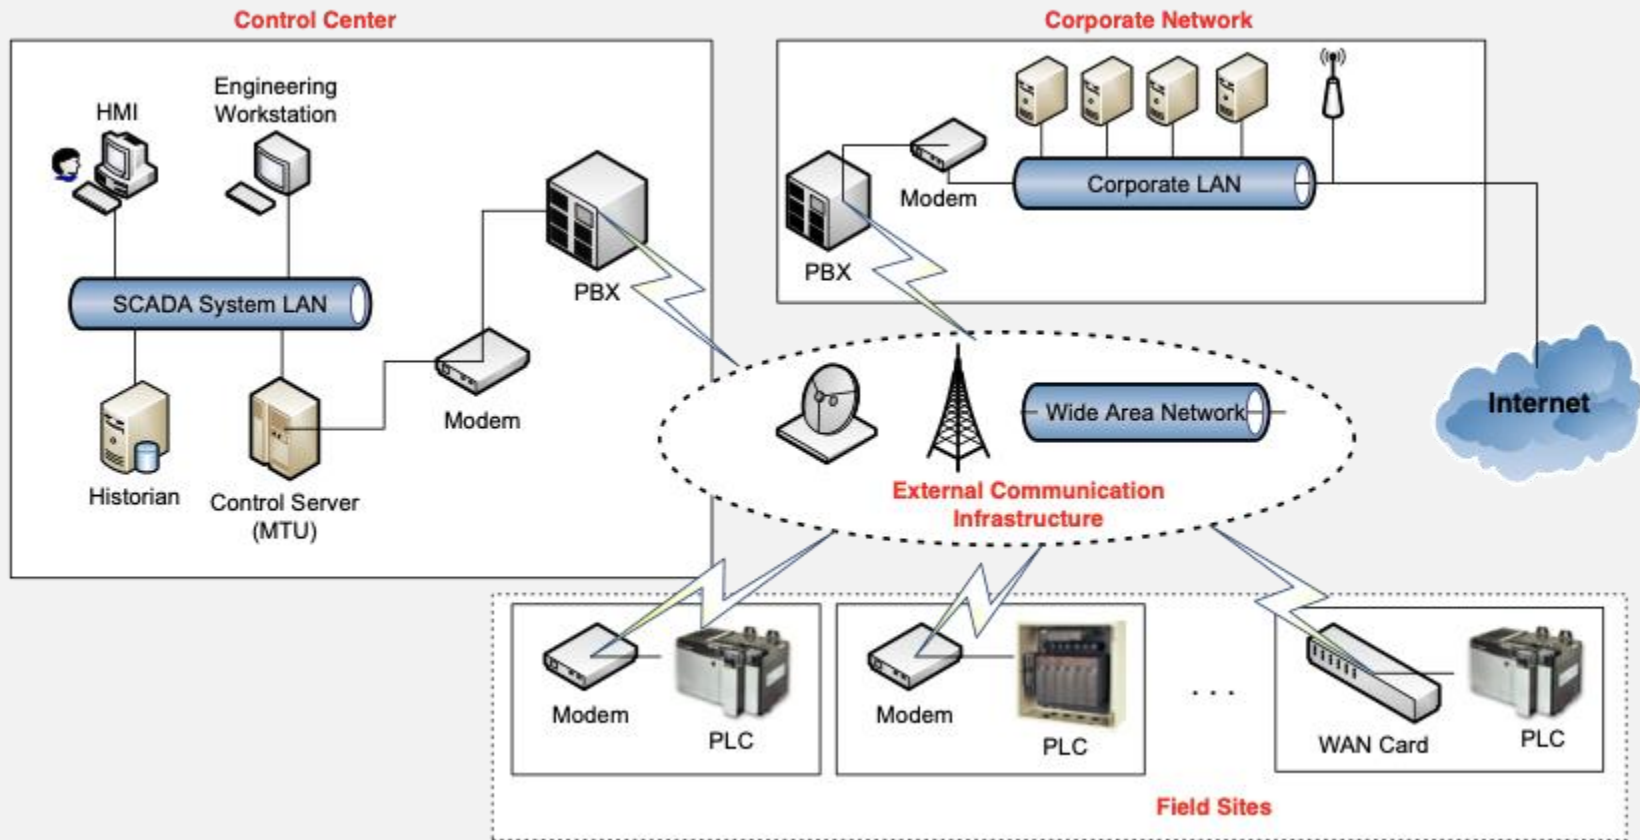 Control Center
Corporate Network
HMI
Engineering
Workstation
SCADA System LAN
PBX
Modem
Historian
Control Server
(MTU)
Modem
Corporate LAN
PBX
Internet
Wide Area Network
External Communication
Infrastructure
Modem
PLC
Modem
PLC
. . .
WAN Card
PLC
Field Sites